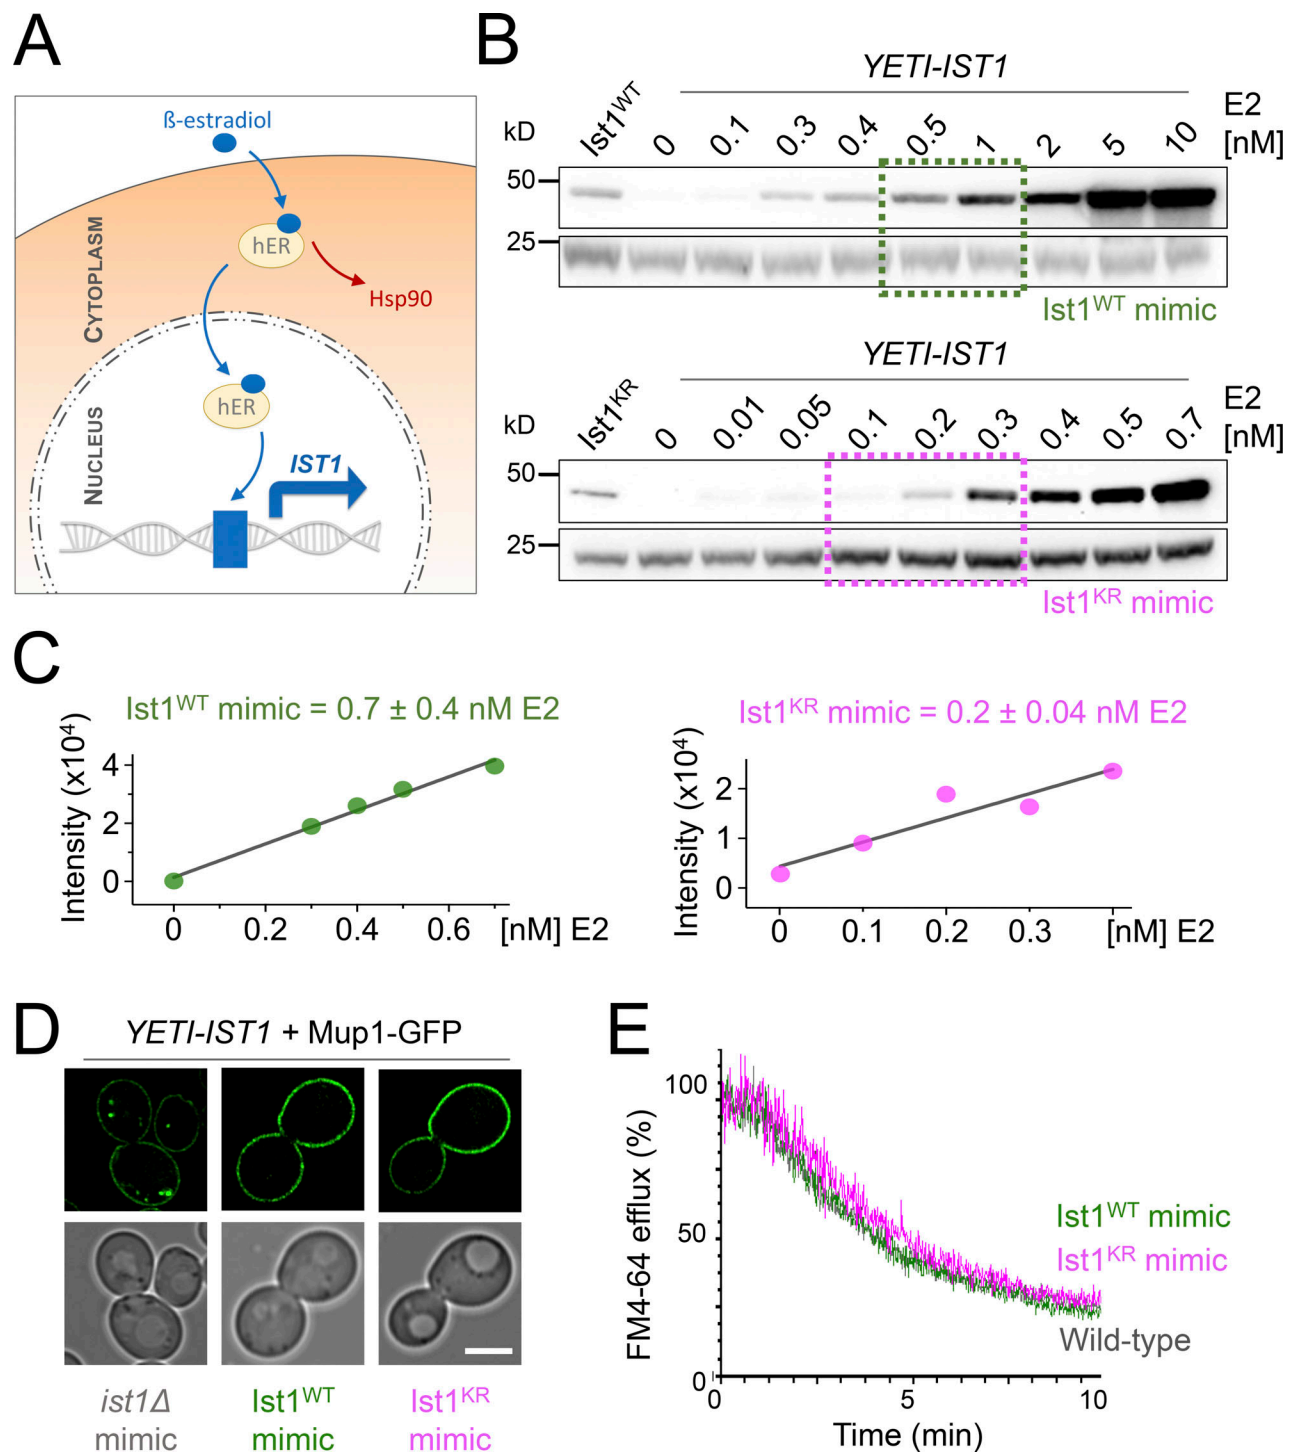 A
ß-estradiol
hER
Hsp90
CYTOPLASM
hER
NUCLEUS
IST1
B
YETI-IST1
kD
Ist1WT
0
0.1
0.3
0.4
0.5
1
2
5
10
E2
[nM]
50
25
Ist1WT mimic
YETI-IST1
kD
Ist1KR
0
0.01
0.05
0.1
0.2
0.3
0.4
0.5
0.7
E2
[nM]
50
25
Ist1KR mimic
C
Ist1WT mimic = 0.7 ± 0.4 nM E2
Intensity (x10⁴)
4
2
0
0 0.2 0.4 0.6 [nM] E2
Ist1KR mimic = 0.2 ± 0.04 nM E2
Intensity (x10⁴)
2
1
0
0 0.1 0.2 0.3 [nM] E2
D
YETI-IST1 + Mup1-GFP
ist1Δ
mimic
Ist1WT
mimic
Ist1KR
mimic
E
FM4-64 efflux (%)
100
50
0
0 5 10
Time (min)
Ist1WT mimic
Ist1KR mimic
Wild-type